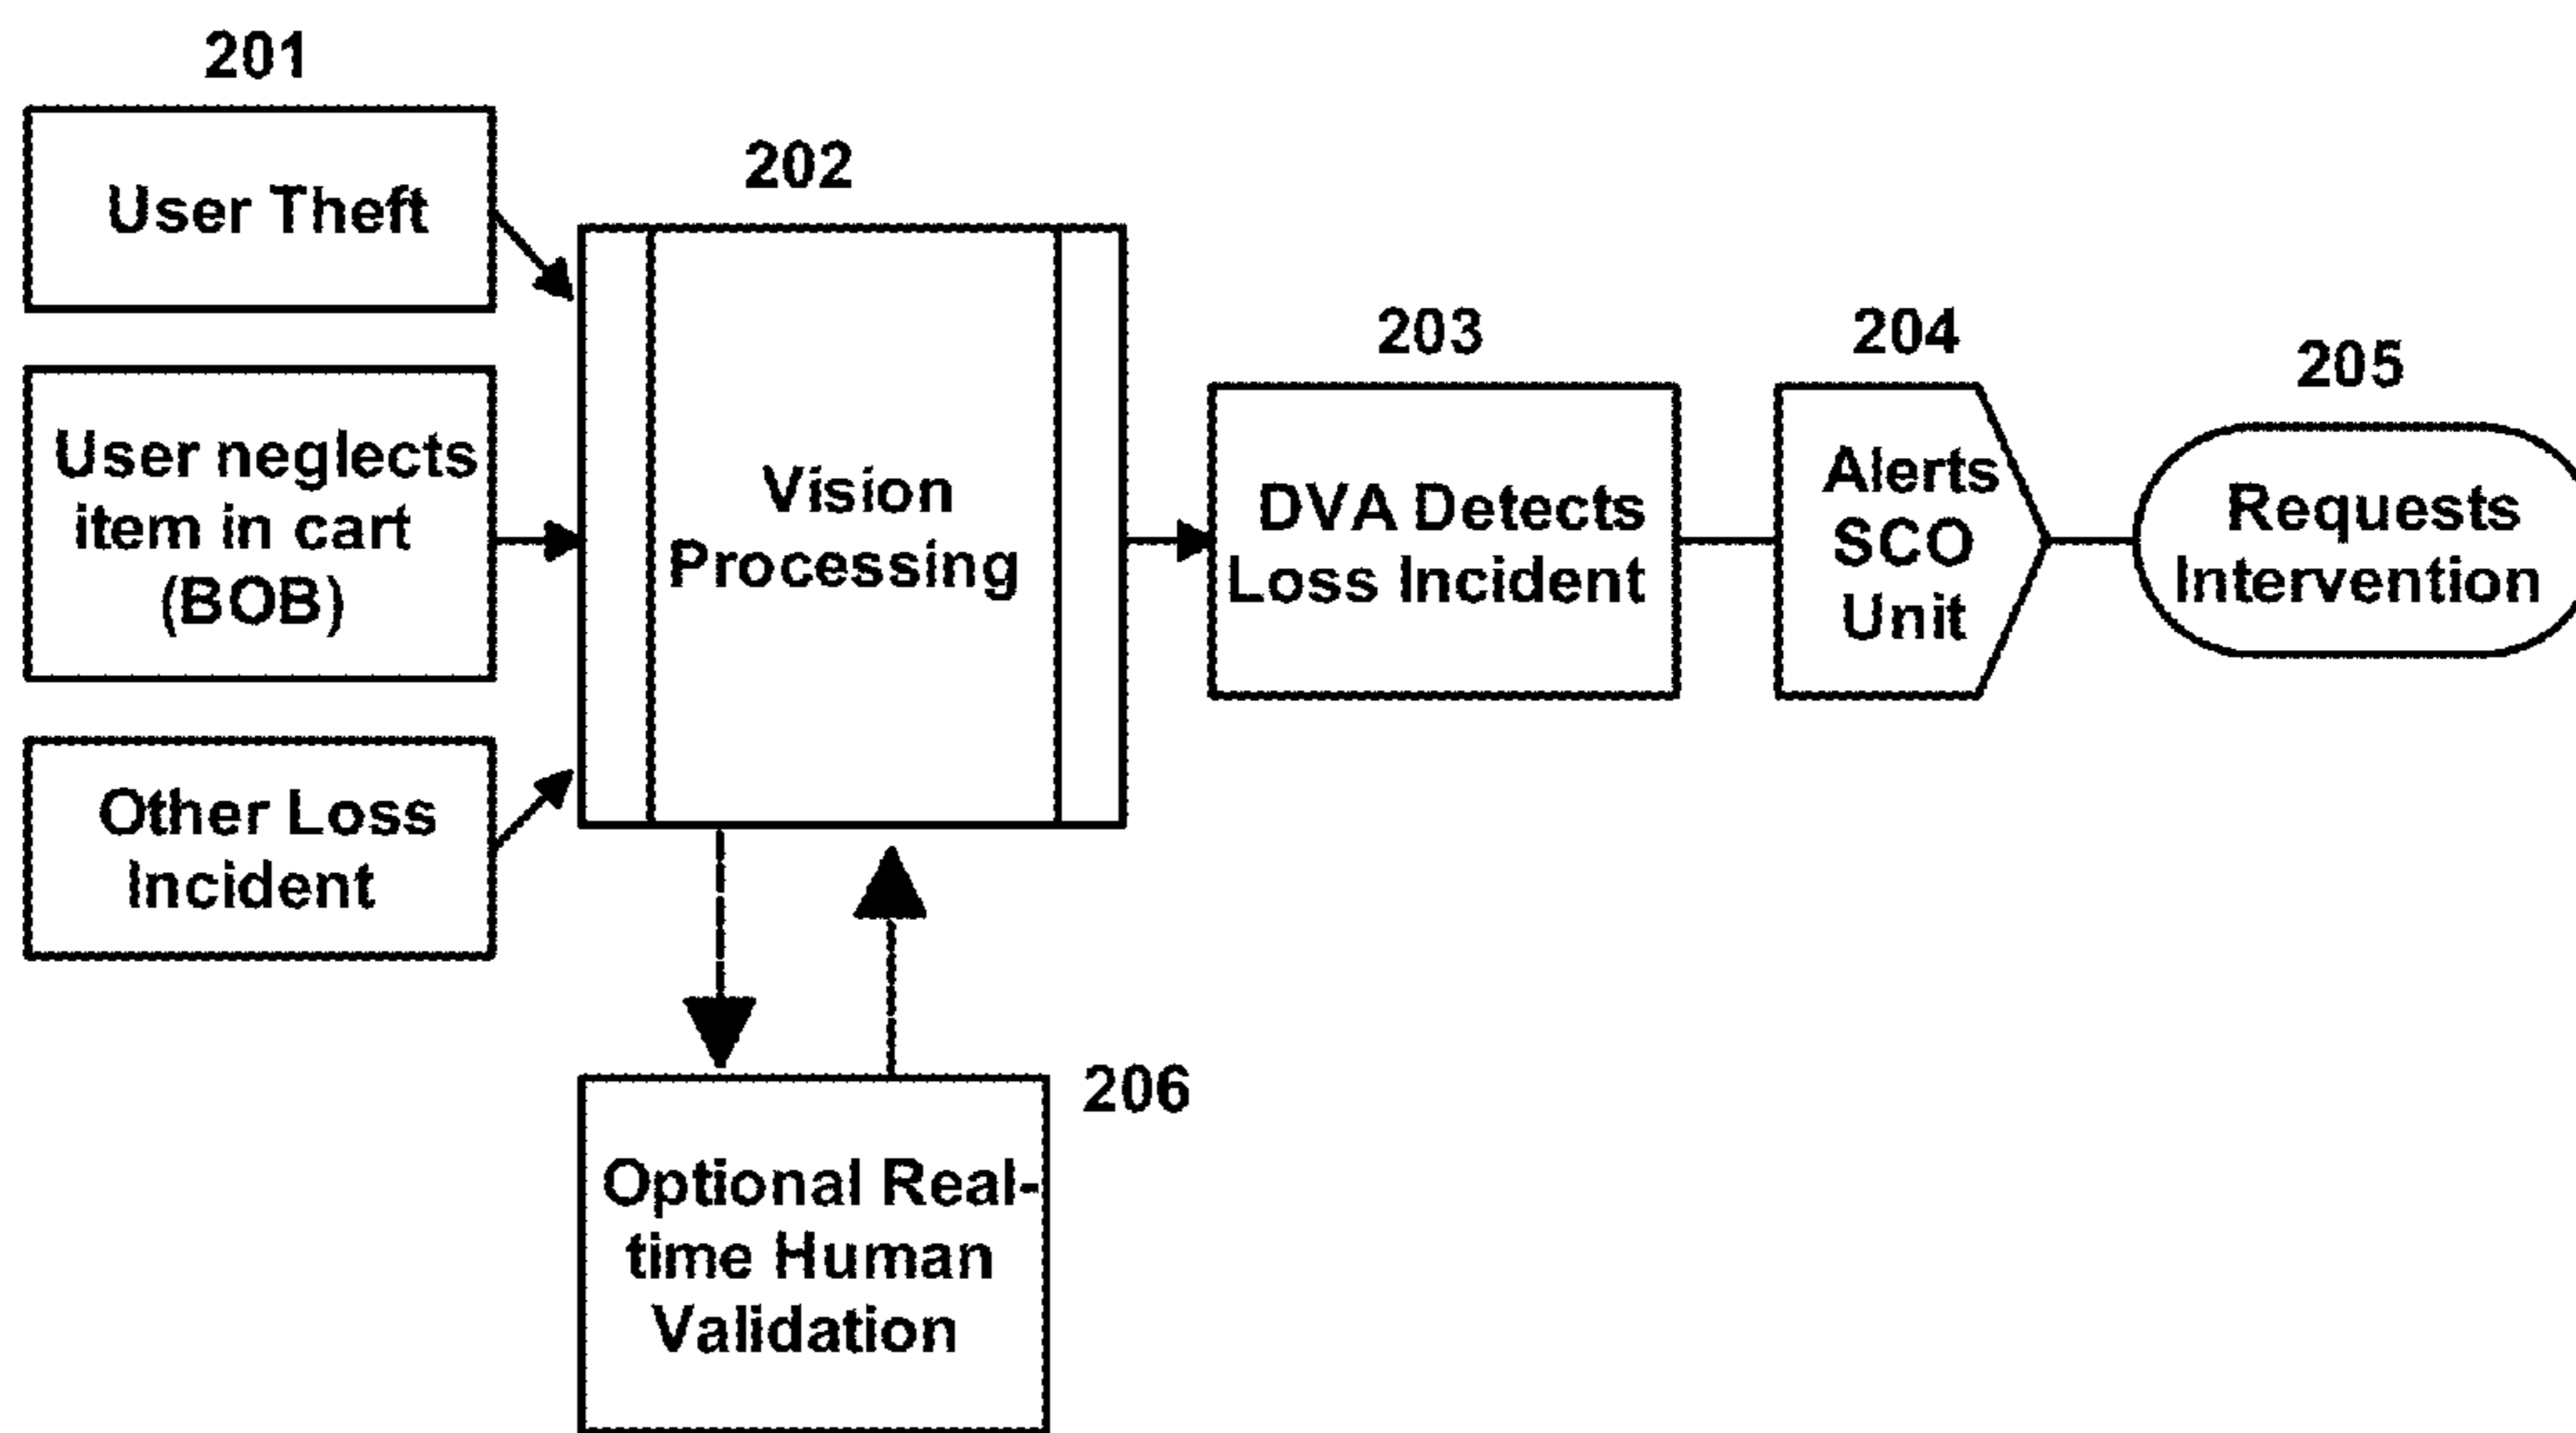 201
User Theft
User neglects
item in cart
(BOB)
Other Loss
Incident
202
Vision
Processing
203
DVA Detects
Loss Incident
204
Alerts
SCO
Unit
205
Requests
Intervention
206
Optional Real-
time Human
Validation